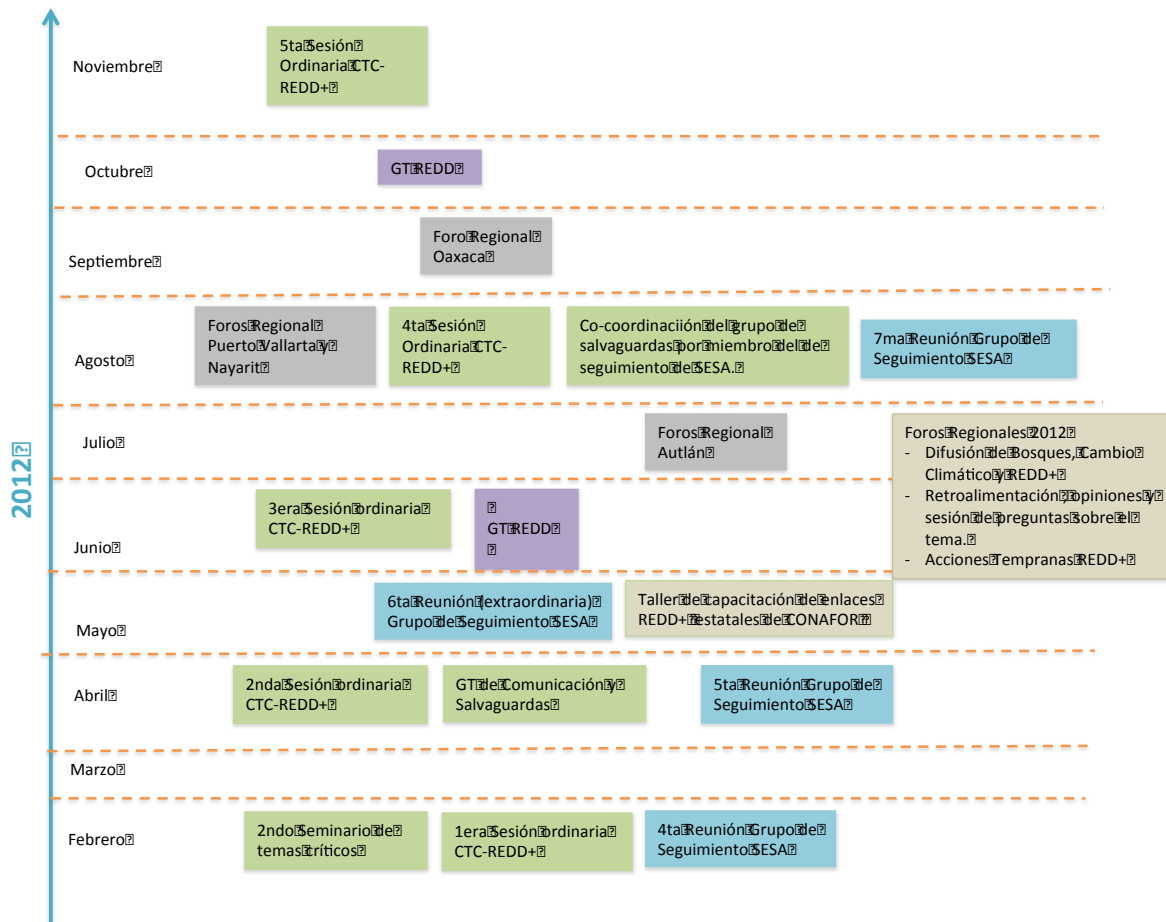 Noviembre
5ta Sesión
Ordinaria CTC-
REDD+
Octubre
GT REDD
Septiembre
Foro Regional
Oaxaca
Agosto
Foros Regional
Puerto Vallarta y
Nayarit
4ta Sesión
Ordinaria CTC-
REDD+
Co-coordinaciión del grupo de
salvaguardas por miembro del de
seguimiento de SESA.
7ma Reunión Grupo de
Seguimiento SESA
Julio
Foros Regional
Autlán
Foros Regionales 2012
- Difusión de Bosques, Cambio
Climático y REDD+
- Retroalimentación, opiniones y
sesión de preguntas sobre el
tema.
- Acciones Tempranas REDD+
2012
Junio
3era Sesión ordinaria
CTC-REDD+
GT REDD
Mayo
6ta Reunión (extraordinaria)
Grupo de Seguimiento SESA
Taller de capacitación de enlaces
REDD+ estatales de CONAFOR
Abril
2nda Sesión ordinaria
CTC-REDD+
GT de Comunicación y
Salvaguardas
5ta Reunión Grupo de
Seguimiento SESA
Marzo
Febrero
2ndo Seminario de
temas críticos
1era Sesión ordinaria
CTC-REDD+
4ta Reunión Grupo de
Seguimiento SESA